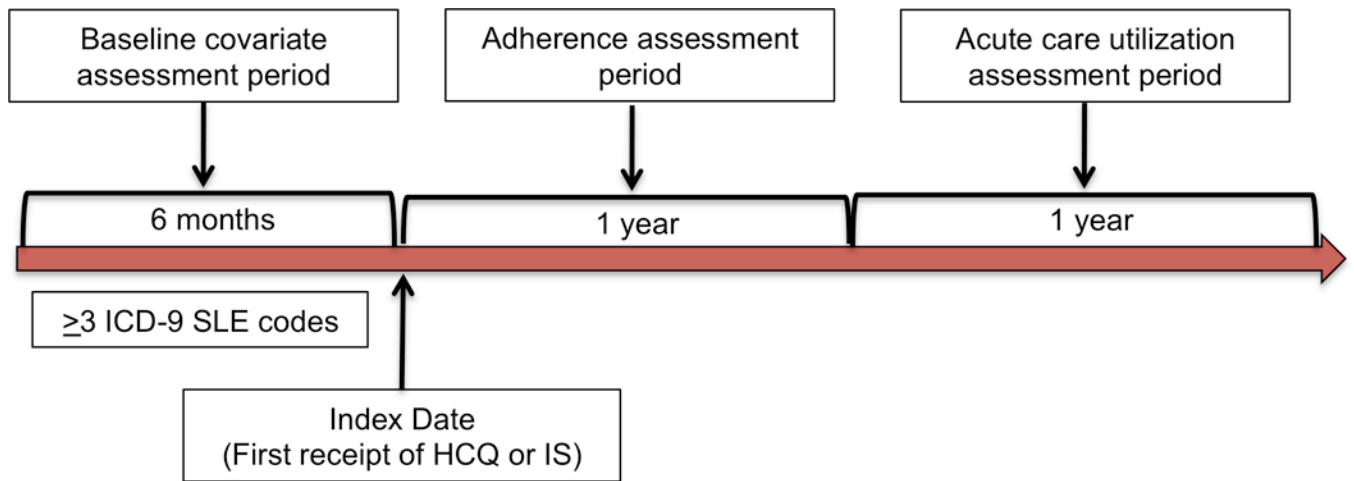 Baseline covariate
assessment period
Adherence assessment
period
Acute care utilization
assessment period
6 months
1 year
1 year
≥3 ICD-9 SLE codes
Index Date
(First receipt of HCQ or IS)